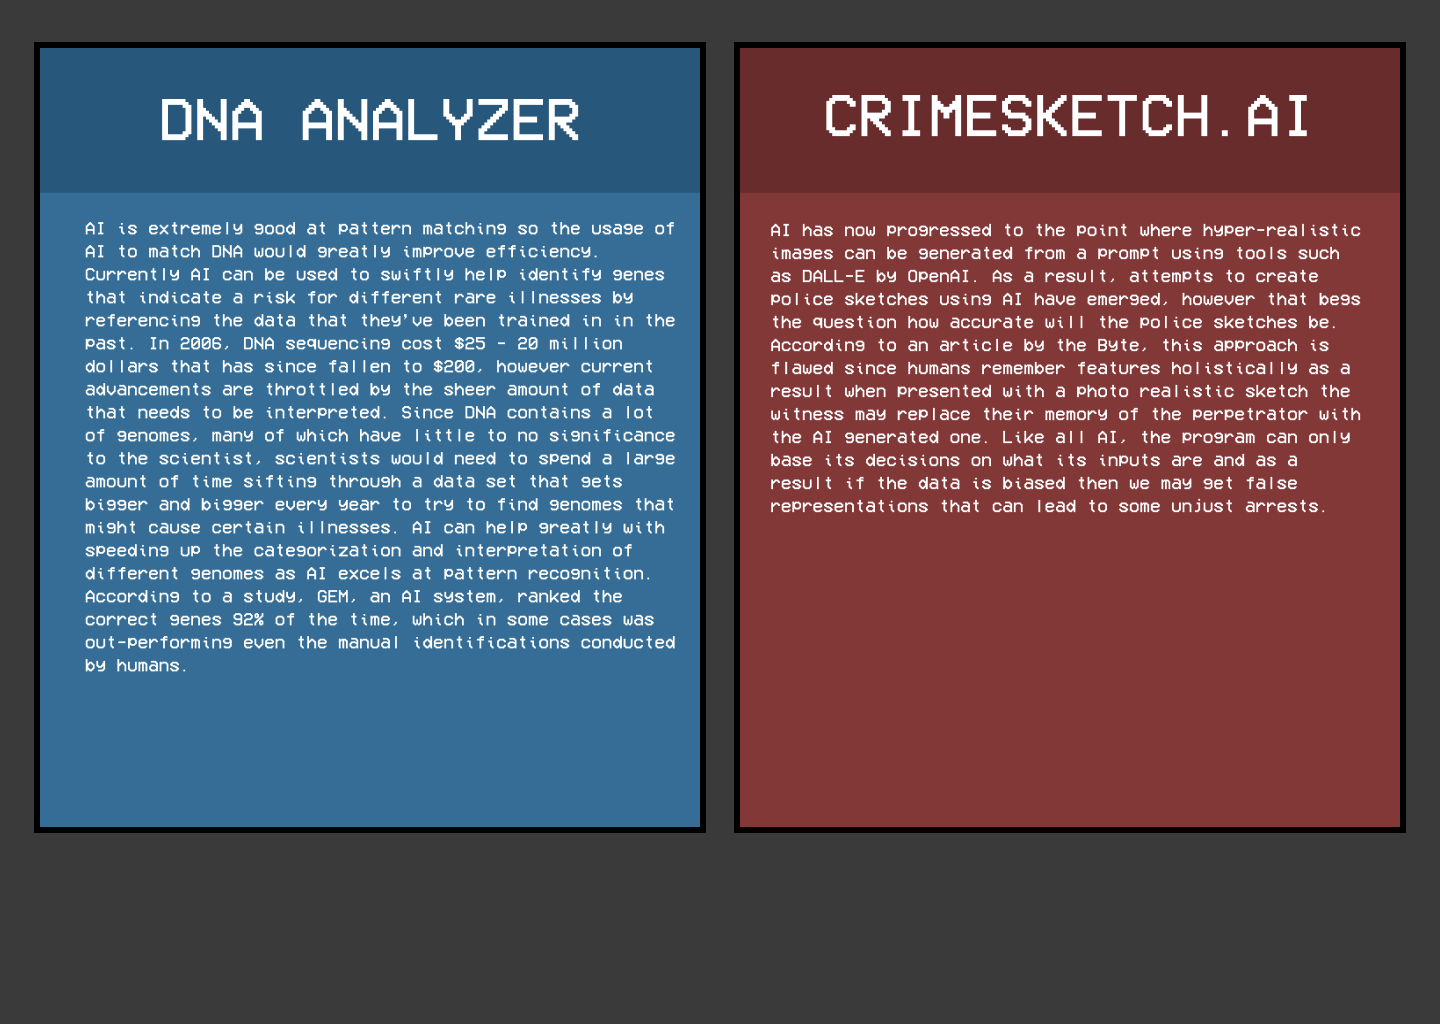 DNA ANALYZER
AI is extremely good at pattern matching so the usage of
AI to match DNA would greatly improve efficiency.
Currently AI can be used to swiftly help identify genes
that indicate a risk for different rare illnesses by
referencing the data that they've been trained in in the
past. In 2006, DNA sequencing cost $25 - 20 million
dollars that has since fallen to $200, however current
advancements are throttled by the sheer amount of data
that needs to be interpreted. Since DNA contains a lot
of genomes, many of which have little to no significance
to the scientist, scientists would need to spend a large
amount of time sifting through a data set that gets
bigger and bigger every year to try to find genomes that
might cause certain illnesses. AI can help greatly with
speeding up the categorization and interpretation of
different genomes as AI excels at pattern recognition.
According to a study, GEM, an AI system, ranked the
correct genes 92% of the time, which in some cases was
out-performing even the manual identifications conducted
by humans.
CRIMESKETCH.AI
AI has now progressed to the point where hyper-realistic
images can be generated from a prompt using tools such
as DALL-E by OpenAI. As a result, attempts to create
police sketches using AI have emerged, however that begs
the question how accurate will the police sketches be.
According to an article by the Byte, this approach is
flawed since humans remember features holistically as a
result when presented with a photo realistic sketch the
witness may replace their memory of the perpetrator with
the AI generated one. Like all AI, the program can only
base its decisions on what its inputs are and as a
result if the data is biased then we may get false
representations that can lead to some unjust arrests.